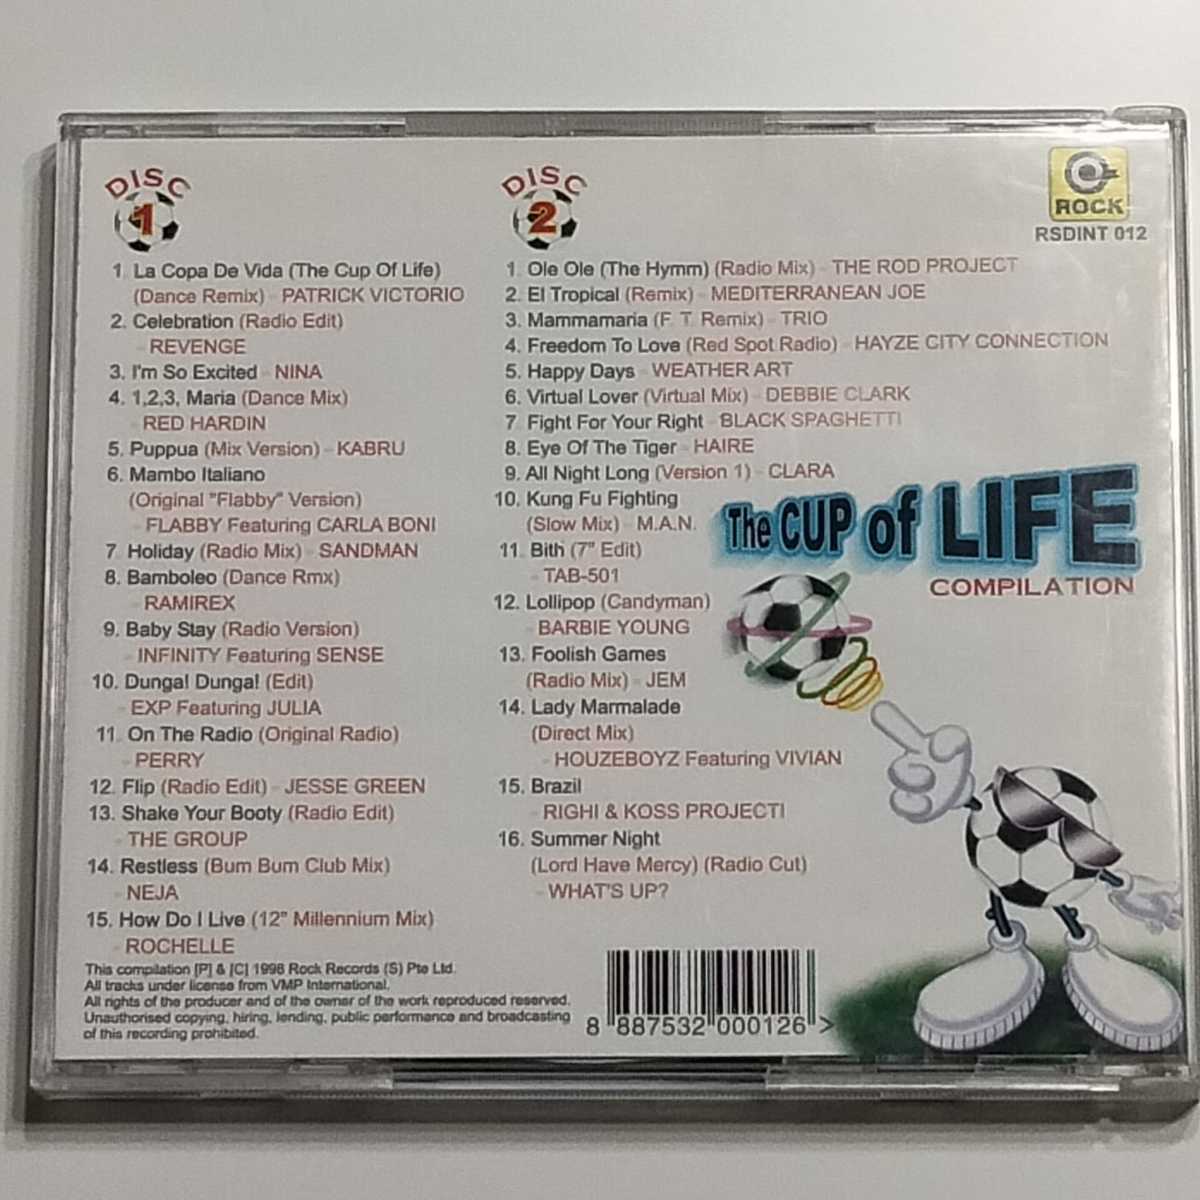 DISC
1
1. La Copa De Vida (The Cup Of Life)
(Dance Remix) - PATRICK VICTORIO
2. Celebration (Radio Edit)
- REVENGE
3. I'm So Excited - NINA
4. 1,2,3, Maria (Dance Mix)
- RED HARDIN
5. Puppua (Mix Version) - KABRU
6. Mambo Italiano
(Original "Flabby" Version)
- FLABBY Featuring CARLA BONI
7. Holiday (Radio Mix) - SANDMAN
8. Bamboleo (Dance Rmx)
- RAMIREX
9. Baby Stay (Radio Version)
- INFINITY Featuring SENSE
10. Dunga! Dunga! (Edit)
- EXP Featuring JULIA
11. On The Radio (Original Radio)
- PERRY
12. Flip (Radio Edit) - JESSE GREEN
13. Shake Your Booty (Radio Edit)
- THE GROUP
14. Restless (Bum Bum Club Mix)
- NEJA
15. How Do I Live (12" Millennium Mix)
- ROCHELLE
This compilation [P] & [C] 1998 Rock Records (S) Pte Ltd.
All tracks under license from VMP International.
All rights of the producer and of the owner of the work reproduced reserved.
Unauthorised copying, hiring, lending, public performance and broadcasting
of this recording prohibited.
DISC
2
1. Ole Ole (The Hymm) (Radio Mix) - THE ROD PROJECT
2. El Tropical (Remix) - MEDITERRANEAN JOE
3. Mammamaria (F. T. Remix) - TRIO
4. Freedom To Love (Red Spot Radio) - HAYZE CITY CONNECTION
5. Happy Days - WEATHER ART
6. Virtual Lover (Virtual Mix) - DEBBIE CLARK
7. Fight For Your Right - BLACK SPAGHETTI
8. Eye Of The Tiger - HAIRE
9. All Night Long (Version 1) - CLARA
10. Kung Fu Fighting
(Slow Mix) - M.A.N.
11. Bith (7" Edit)
- TAB-501
12. Lollipop (Candyman)
- BARBIE YOUNG
13. Foolish Games
(Radio Mix) - JEM
14. Lady Marmalade
(Direct Mix)
- HOUZEBOYZ Featuring VIVIAN
15. Brazil
- RIGHI & KOSS PROJECTI
16. Summer Night
(Lord Have Mercy) (Radio Cut)
- WHAT'S UP?
8 887532 000126 >
ROCK
RSDINT 012
The CUP of LIFE
COMPILATION